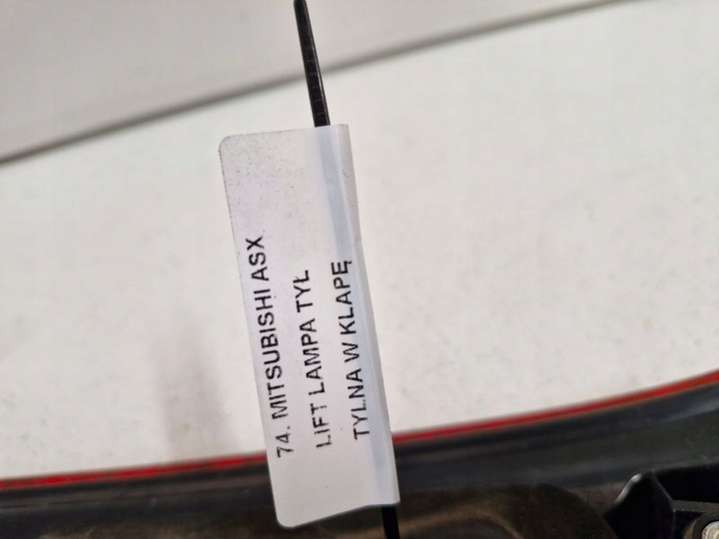 74. MITSUBISHI ASX
LIFT LAMPA TYŁ
TYLNA W KLAPĘ